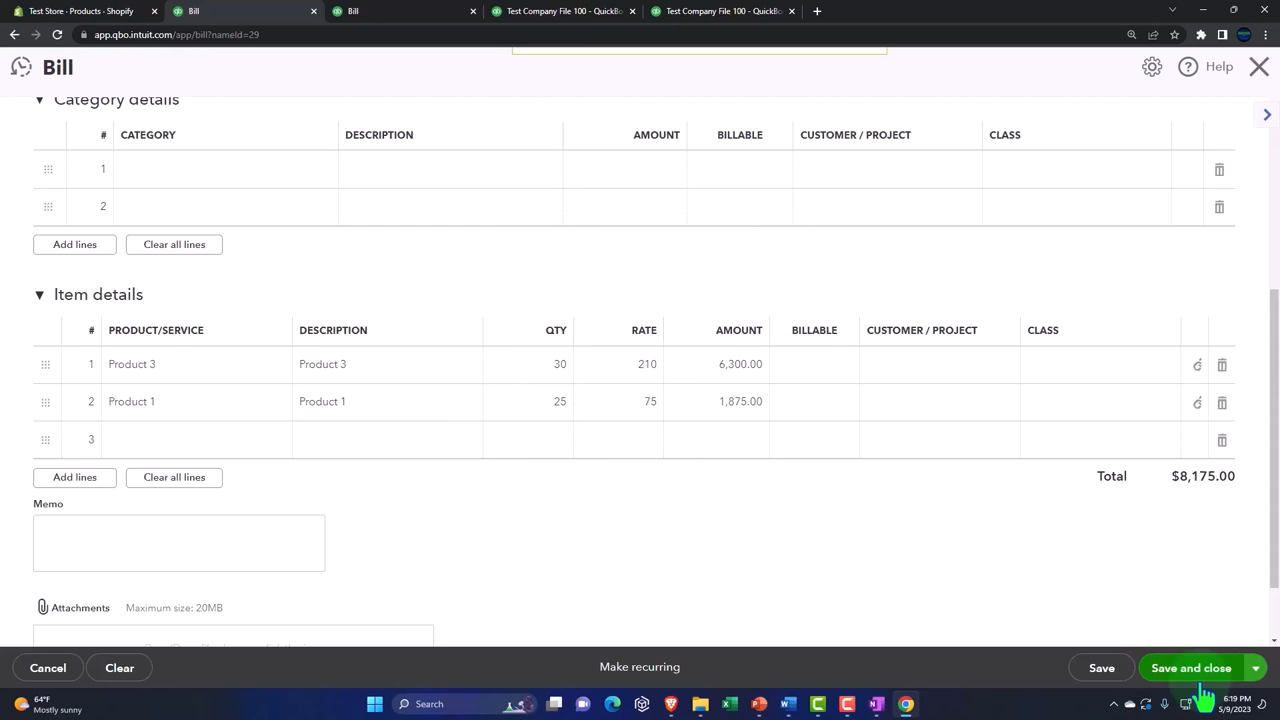 Test Store - Products - Shopify
Bill
Bill
Test Company File 100 - QuickBo
Test Company File 100 - QuickBo
app.qbo.intuit.com/app/bill?nameId=29
Bill
Help
Category details
# CATEGORY DESCRIPTION AMOUNT BILLABLE CUSTOMER / PROJECT CLASS
1
2
Add lines Clear all lines
Item details
# PRODUCT/SERVICE DESCRIPTION QTY RATE AMOUNT BILLABLE CUSTOMER / PROJECT CLASS
1 Product 3 Product 3 30 210 6,300.00
2 Product 1 Product 1 25 75 1,875.00
3
Add lines Clear all lines Total $8,175.00
Memo
Attachments Maximum size: 20MB
Cancel Clear Make recurring Save Save and close
64°F
Mostly sunny
Search
6:19 PM
5/9/2023